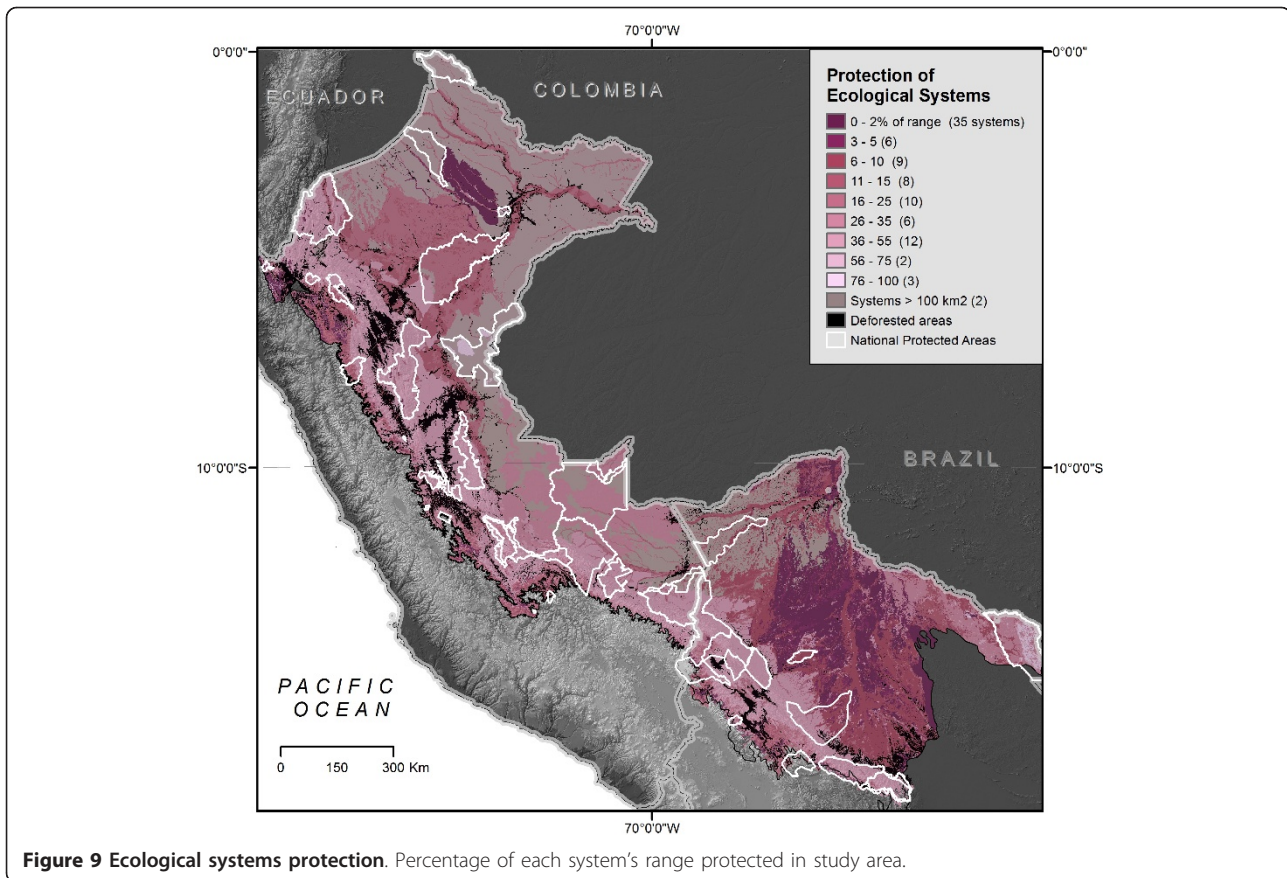 70°0'0"W
0°0'0"
0°0'0"
ECUADOR
COLOMBIA
Protection of
Ecological Systems
0 - 2% of range (35 systems)
3 - 5 (6)
6 - 10 (9)
11 - 15 (8)
16 - 25 (10)
26 - 35 (6)
36 - 55 (12)
56 - 75 (2)
76 - 100 (3)
Systems > 100 km2 (2)
Deforested areas
National Protected Areas
10°0'0"S
BRAZIL
10°0'0"S
PACIFIC
OCEAN
0 150 300 Km
70°0'0"W
Figure 9 Ecological systems protection. Percentage of each system's range protected in study area.